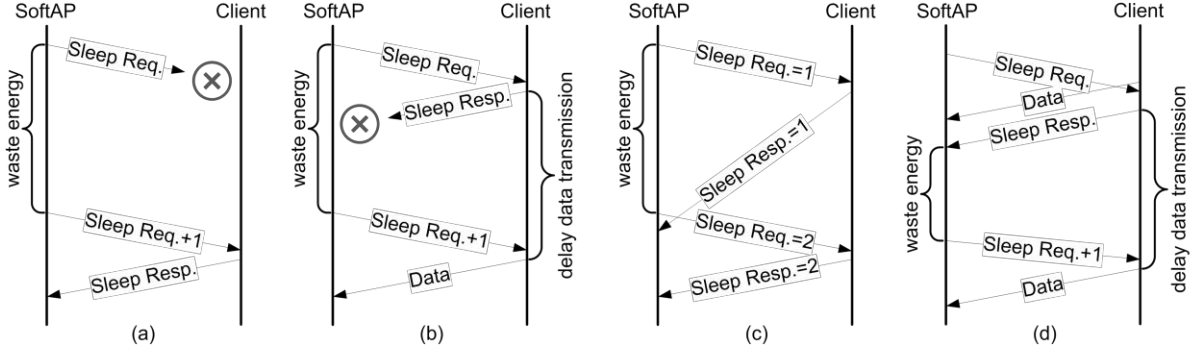 SoftAP Client
waste energy
Sleep Req.
Sleep Req.+1
Sleep Resp.
(a)
SoftAP Client
waste energy
Sleep Req.
Sleep Resp.
delay data transmission
Sleep Req.+1
Data
(b)
SoftAP Client
waste energy
Sleep Req.=1
Sleep Resp.=1
Sleep Req.=2
Sleep Resp.=2
(c)
SoftAP Client
Sleep Req.
Data
Sleep Resp.
waste energy
delay data transmission
Sleep Req.+1
Data
(d)